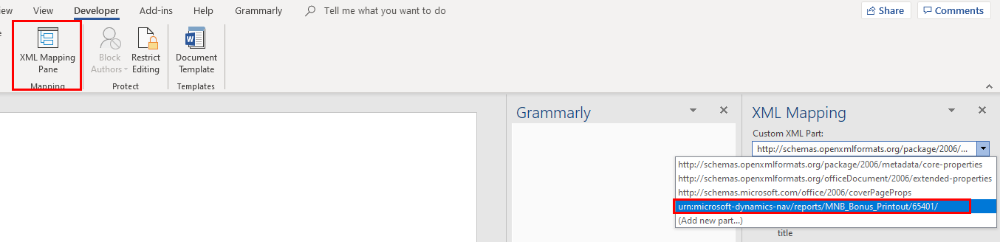 iew View Developer Add-ins Help Grammarly Tell me what you want to do Share Comments
XML Mapping Pane
Block Authors
Restrict Editing
Document Template
Mapping Protect Templates
Grammarly
XML Mapping
Custom XML Part:
http://schemas.openxmlformats.org/package/2006/...
http://schemas.openxmlformats.org/package/2006/metadata/core-properties
http://schemas.openxmlformats.org/officeDocument/2006/extended-properties
http://schemas.microsoft.com/office/2006/coverPageProps
urn:microsoft-dynamics-nav/reports/MNB_Bonus_Printout/65401/
(Add new part...)
title